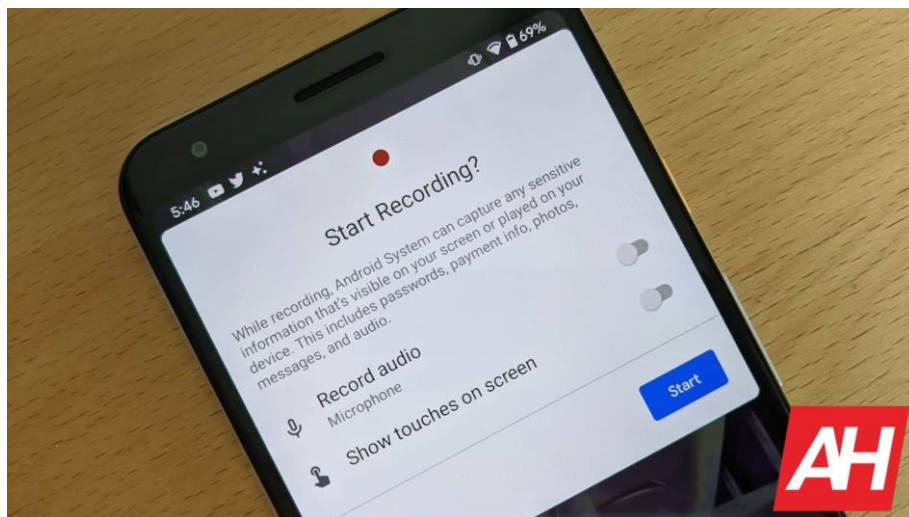 5:46
69%
Start Recording?
While recording, Android System can capture any sensitive
information that's visible on your screen or played on your
device. This includes passwords, payment info, photos,
messages, and audio.
Record audio
Microphone
Show touches on screen
Start
AH